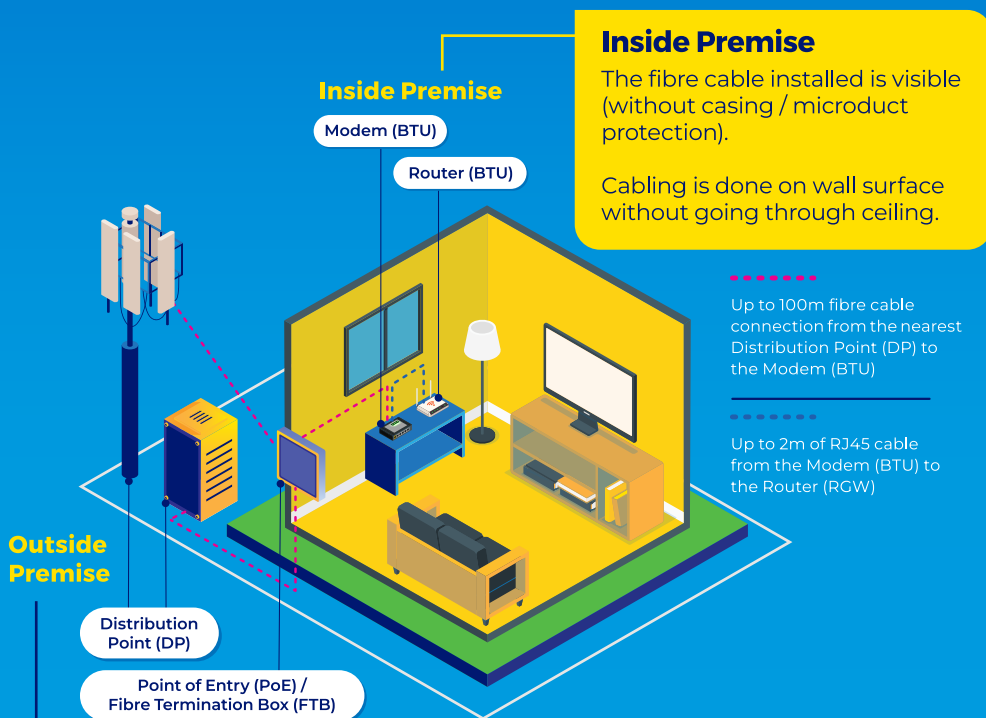 Inside Premise
The fibre cable installed is visible
(without casing / microduct
protection).
Cabling is done on wall surface
without going through ceiling.
Inside Premise
Modem (BTU)
Router (BTU)
Up to 100m fibre cable
connection from the nearest
Distribution Point (DP) to
the Modem (BTU)
Up to 2m of RJ45 cable
from the Modem (BTU) to
the Router (RGW)
Outside
Premise
Distribution
Point (DP)
Point of Entry (PoE) /
Fibre Termination Box (FTB)